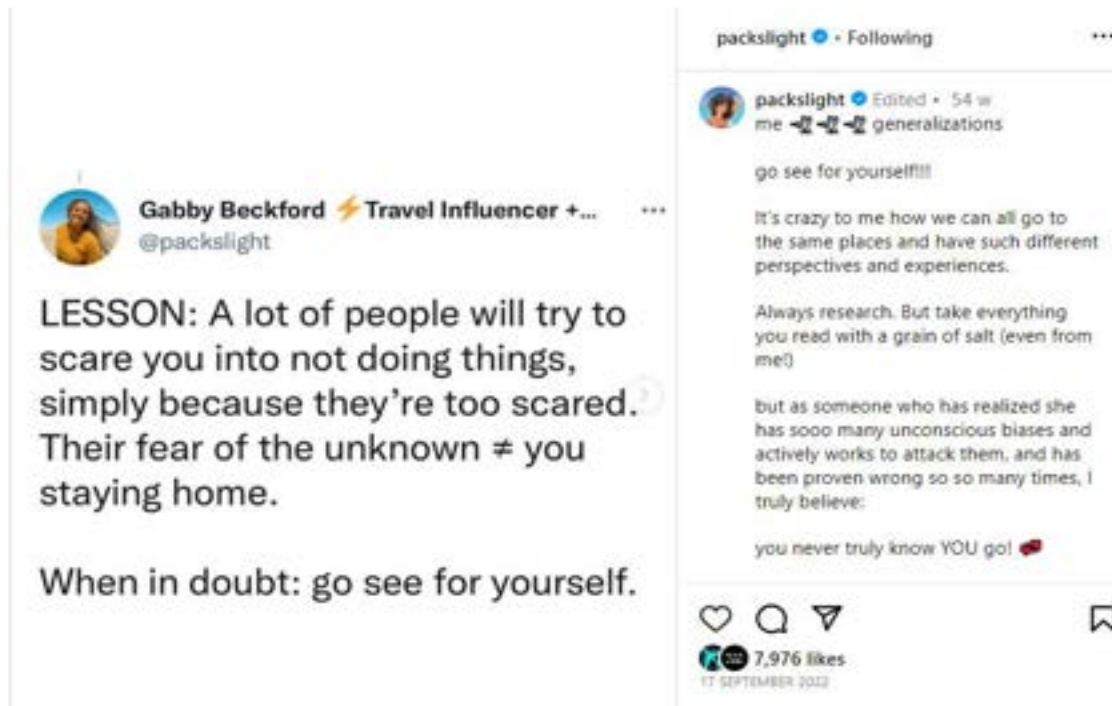 Gabby Beckford ⚡Travel Influencer +...
@packslight
LESSON: A lot of people will try to
scare you into not doing things,
simply because they're too scared.
Their fear of the unknown ≠ you
staying home.
When in doubt: go see for yourself.
packslight • Following
packslight Edited • 54 w
me generalizations
go see for yourself!!!
It's crazy to me how we can all go to
the same places and have such different
perspectives and experiences.
Always research. But take everything
you read with a grain of salt (even from
me!)
but as someone who has realized she
has sooo many unconscious biases and
actively works to attack them, and has
been proven wrong so so many times, I
truly believe:
you never truly know YOU go!
7,976 likes
17 SEPTEMBER 2022